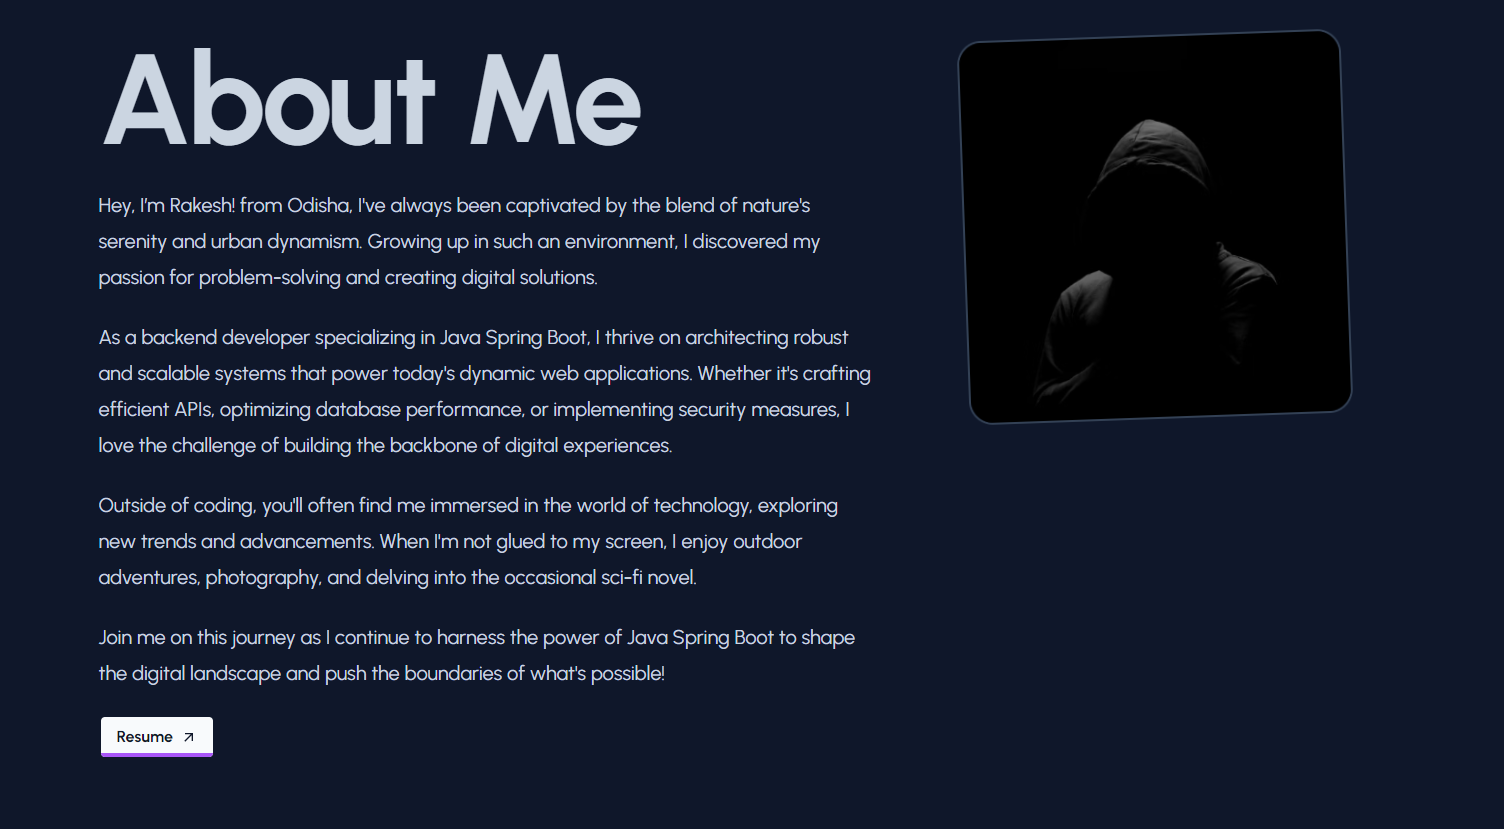 About Me
Hey, I’m Rakesh! from Odisha, I've always been captivated by the blend of nature's
serenity and urban dynamism. Growing up in such an environment, I discovered my
passion for problem-solving and creating digital solutions.
As a backend developer specializing in Java Spring Boot, I thrive on architecting robust
and scalable systems that power today's dynamic web applications. Whether it's crafting
efficient APIs, optimizing database performance, or implementing security measures, I
love the challenge of building the backbone of digital experiences.
Outside of coding, you'll often find me immersed in the world of technology, exploring
new trends and advancements. When I'm not glued to my screen, I enjoy outdoor
adventures, photography, and delving into the occasional sci-fi novel.
Join me on this journey as I continue to harness the power of Java Spring Boot to shape
the digital landscape and push the boundaries of what's possible!
Resume